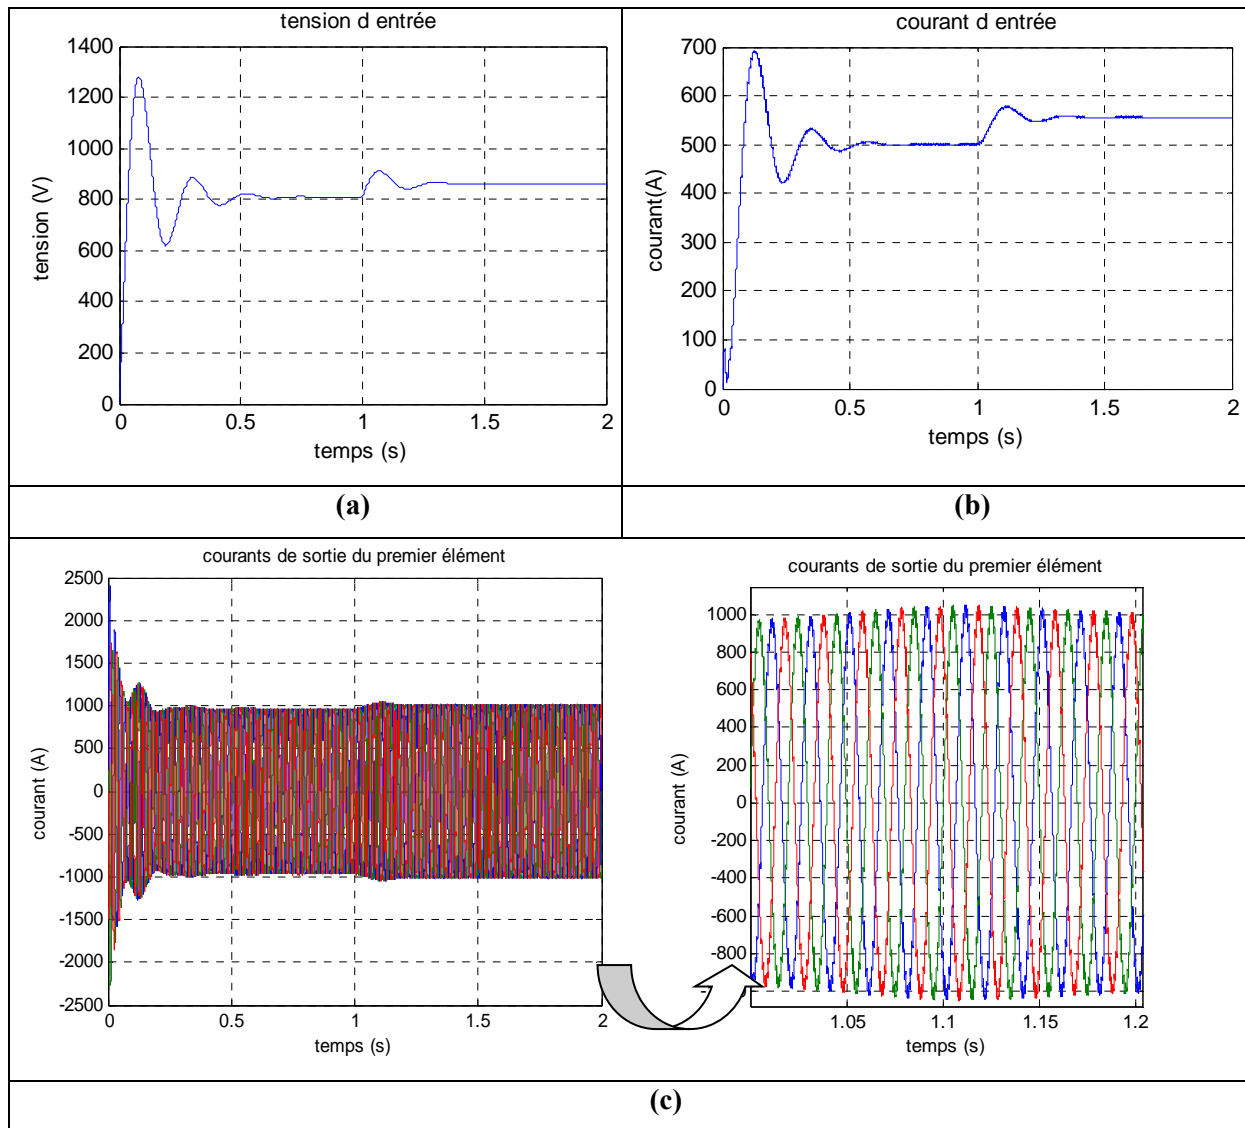 tension d entrée
1400
1200
1000
800
600
400
200
0
tension (V)
0 0.5 1 1.5 2
temps (s)
(a)
courant d entrée
700
600
500
400
300
200
100
0
courant(A)
0 0.5 1 1.5 2
temps (s)
(b)
courants de sortie du premier élément
2500
2000
1500
1000
500
0
-500
-1000
-1500
-2000
-2500
courant (A)
0 0.5 1 1.5 2
temps (s)
courants de sortie du premier élément
1000
800
600
400
200
0
-200
-400
-600
-800
courant (A)
1.05 1.1 1.15 1.2
temps (s)
(c)